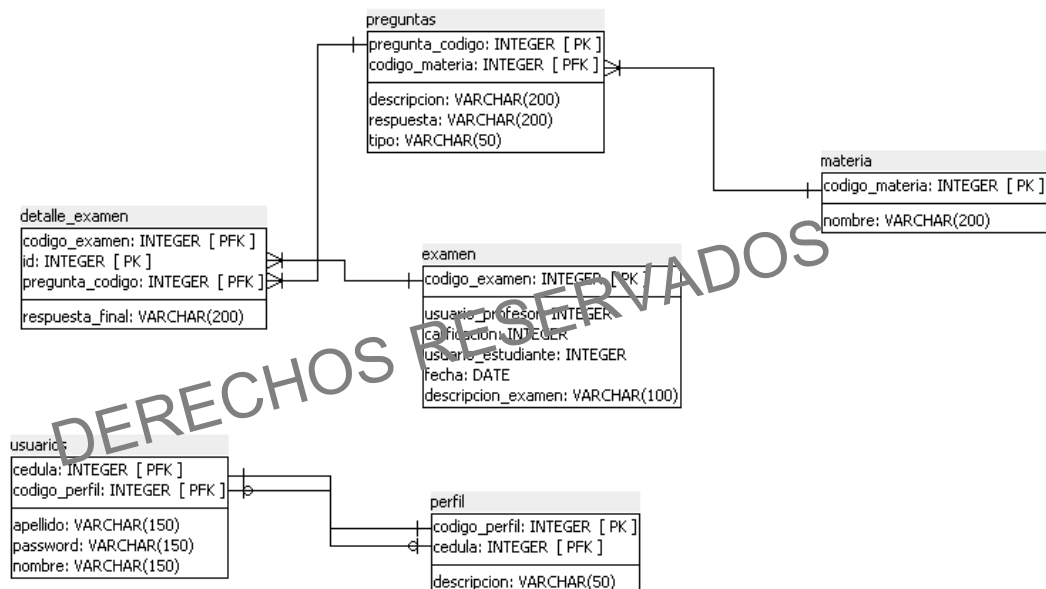 preguntas
pregunta_codigo: INTEGER [ PK ]
codigo_materia: INTEGER [ PFK ]
descripcion: VARCHAR(200)
respuesta: VARCHAR(200)
tipo: VARCHAR(50)
materia
codigo_materia: INTEGER [ PK ]
nombre: VARCHAR(200)
detalle_examen
codigo_examen: INTEGER [ PFK ]
id: INTEGER [ PK ]
pregunta_codigo: INTEGER [ PFK ]
respuesta_final: VARCHAR(200)
examen
codigo_examen: INTEGER [ PK ]
usuario_profesor: INTEGER
calificacion: INTEGER
usuario_estudiante: INTEGER
fecha: DATE
descripcion_examen: VARCHAR(100)
DERECHOS RESERVADOS
usuarios
cedula: INTEGER [ PFK ]
codigo_perfil: INTEGER [ PFK ]
apellido: VARCHAR(150)
password: VARCHAR(150)
nombre: VARCHAR(150)
perfil
codigo_perfil: INTEGER [ PK ]
cedula: INTEGER [ PFK ]
descripcion: VARCHAR(50)